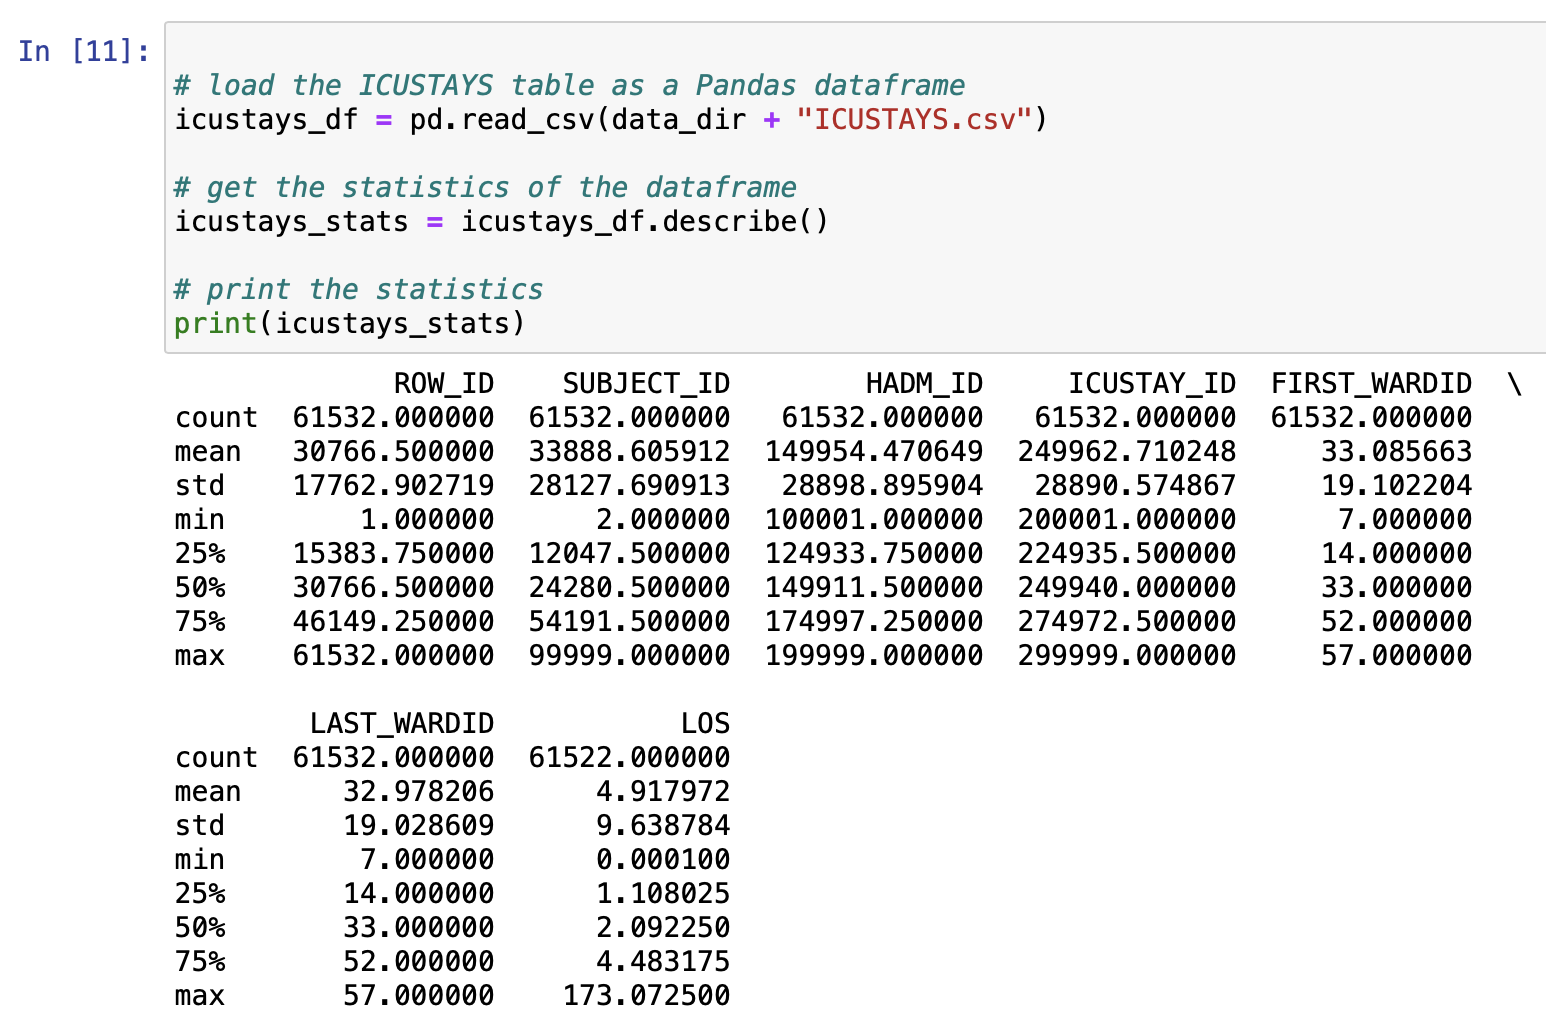 In [11]:
# load the ICUSTAYS table as a Pandas dataframe
icustays_df = pd.read_csv(data_dir + "ICUSTAYS.csv")
# get the statistics of the dataframe
icustays_stats = icustays_df.describe()
# print the statistics
print(icustays_stats)
ROW_ID SUBJECT_ID HADM_ID ICUSTAY_ID FIRST_WARDID \
count 61532.000000 61532.000000 61532.000000 61532.000000 61532.000000
mean 30766.500000 33888.605912 149954.470649 249962.710248 33.085663
std 17762.902719 28127.690913 28898.895904 28890.574867 19.102204
min 1.000000 2.000000 100001.000000 200001.000000 7.000000
25% 15383.750000 12047.500000 124933.750000 224935.500000 14.000000
50% 30766.500000 24280.500000 149911.500000 249940.000000 33.000000
75% 46149.250000 54191.500000 174997.250000 274972.500000 52.000000
max 61532.000000 99999.000000 199999.000000 299999.000000 57.000000
LAST_WARDID LOS
count 61532.000000 61522.000000
mean 32.978206 4.917972
std 19.028609 9.638784
min 7.000000 0.000100
25% 14.000000 1.108025
50% 33.000000 2.092250
75% 52.000000 4.483175
max 57.000000 173.072500